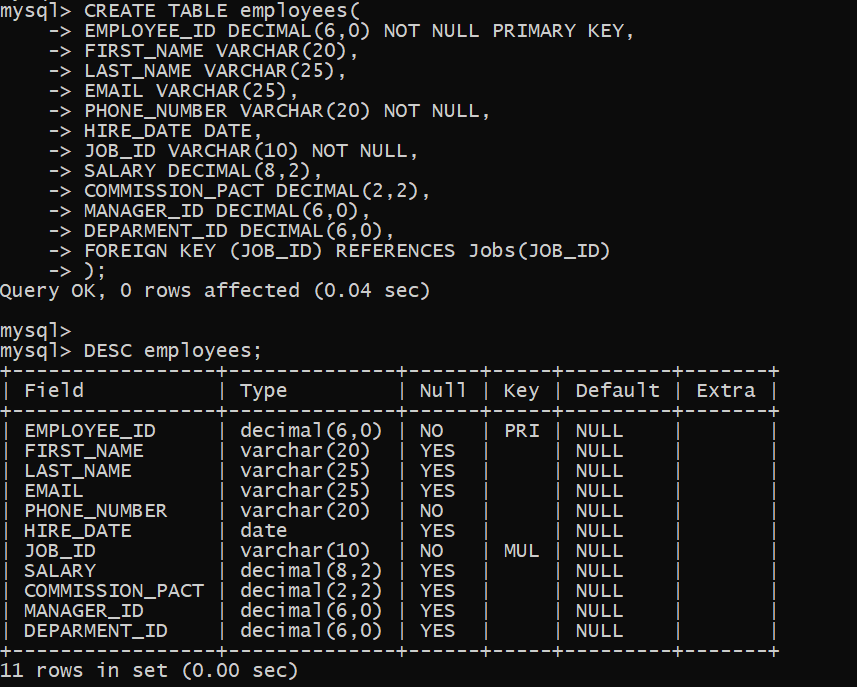 mysql> CREATE TABLE employees(
    -> EMPLOYEE_ID DECIMAL(6,0) NOT NULL PRIMARY KEY,
    -> FIRST_NAME VARCHAR(20),
    -> LAST_NAME VARCHAR(25),
    -> EMAIL VARCHAR(25),
    -> PHONE_NUMBER VARCHAR(20) NOT NULL,
    -> HIRE_DATE DATE,
    -> JOB_ID VARCHAR(10) NOT NULL,
    -> SALARY DECIMAL(8,2),
    -> COMMISSION_PACT DECIMAL(2,2),
    -> MANAGER_ID DECIMAL(6,0),
    -> DEPARMENT_ID DECIMAL(6,0),
    -> FOREIGN KEY (JOB_ID) REFERENCES Jobs(JOB_ID)
    -> );
Query OK, 0 rows affected (0.04 sec)

mysql>
mysql> DESC employees;
+-----------------+--------------+------+-----+---------+-------+
| Field           | Type         | Null | Key | Default | Extra |
+-----------------+--------------+------+-----+---------+-------+
| EMPLOYEE_ID     | decimal(6,0) | NO   | PRI | NULL    |       |
| FIRST_NAME      | varchar(20)  | YES  |     | NULL    |       |
| LAST_NAME       | varchar(25)  | YES  |     | NULL    |       |
| EMAIL           | varchar(25)  | YES  |     | NULL    |       |
| PHONE_NUMBER    | varchar(20)  | NO   |     | NULL    |       |
| HIRE_DATE       | date         | YES  |     | NULL    |       |
| JOB_ID          | varchar(10)  | NO   | MUL | NULL    |       |
| SALARY          | decimal(8,2) | YES  |     | NULL    |       |
| COMMISSION_PACT | decimal(2,2) | YES  |     | NULL    |       |
| MANAGER_ID      | decimal(6,0) | YES  |     | NULL    |       |
| DEPARMENT_ID    | decimal(6,0) | YES  |     | NULL    |       |
+-----------------+--------------+------+-----+---------+-------+
11 rows in set (0.00 sec)